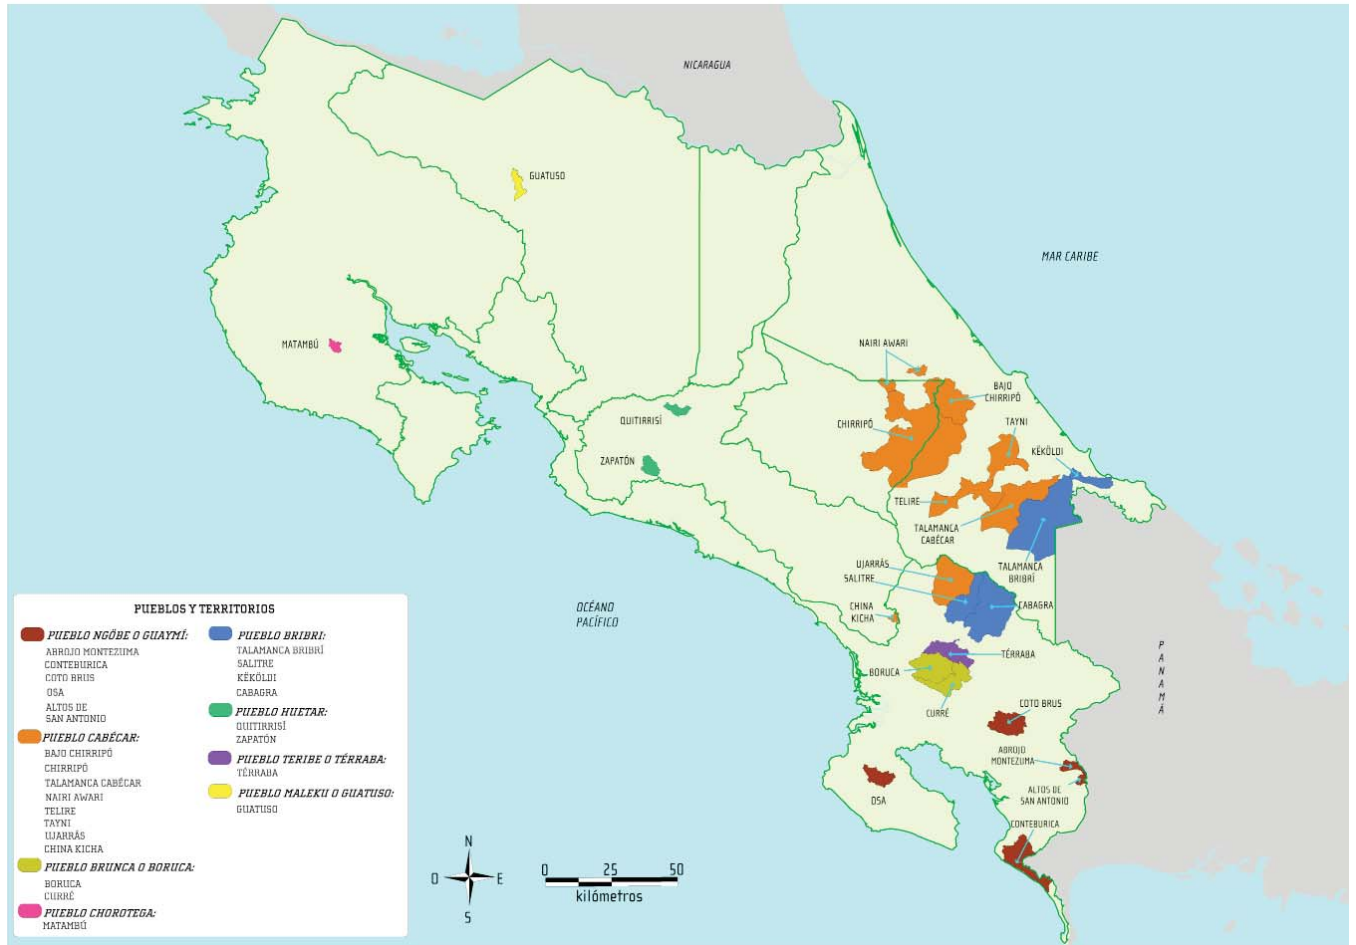 NICARAGUA
GUATUSO
MAR CARIBE
MATAMBÚ
NAIRI AWARI
BAJO
CHIRRIPÓ
QUITIRRISÍ
CHIRRIPÓ
TAYNI
KËKÖLDI
ZAPATÓN
TELIRE
TALAMANCA
CABÉCAR
UJARRÁS
SALITRE
TALAMANCA
BRIBRÍ
CHINA
KICHA
CABAGRA
OCÉANO
PACÍFICO
TÉRRABA
BORUCA
CURRÉ
PANAMÁ
COTO BRUS
ABROJO
MONTEZUMA
OSA
ALTOS DE
SAN ANTONIO
CONTEBURICA
PUEBLOS Y TERRITORIOS
PUEBLO NGÖBE O GUAYMÍ:
ABROJO MONTEZUMA
CONTEBURICA
COTO BRUS
OSA
ALTOS DE
SAN ANTONIO
PUEBLO CABÉCAR:
BAJO CHIRRIPÓ
CHIRRIPÓ
TALAMANCA CABÉCAR
NAIRI AWARI
TELIRE
TAYNI
UJARRÁS
CHINA KICHA
PUEBLO BRUNCA O BORUCA:
BORUCA
CURRÉ
PUEBLO CHOROTEGA:
MATAMBÚ
PUEBLO BRIBRI:
TALAMANCA BRIBRÍ
SALITRE
KËKÖLDI
CABAGRA
PUEBLO HUETAR:
QUITIRRISÍ
ZAPATÓN
PUEBLO TERIBE O TÉRRABA:
TÉRRABA
PUEBLO MALEKU O GUATUSO:
GUATUSO
N
O E
S
0 25 50
kilómetros